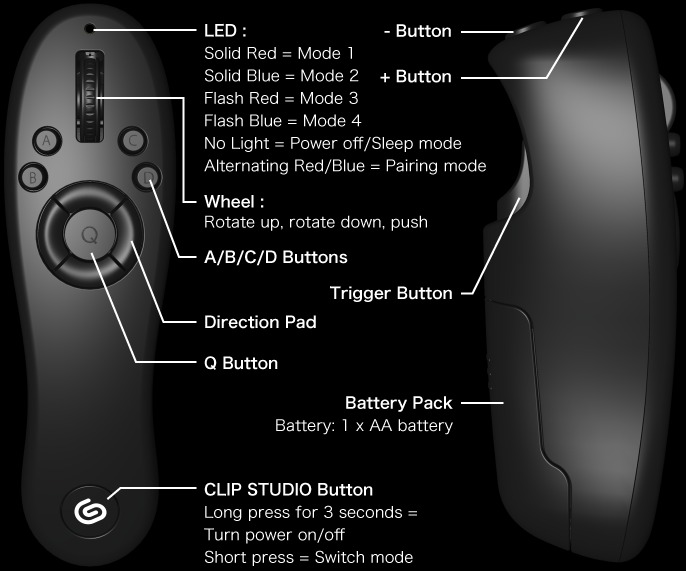 LED :
Solid Red = Mode 1
Solid Blue = Mode 2
Flash Red = Mode 3
Flash Blue = Mode 4
No Light = Power off/Sleep mode
Alternating Red/Blue = Pairing mode
Wheel :
Rotate up, rotate down, push
A/B/C/D Buttons
Direction Pad
Q Button
CLIP STUDIO Button
Long press for 3 seconds =
Turn power on/off
Short press = Switch mode
A
C
B
D
Q
- Button
+ Button
Trigger Button
Battery Pack
Battery: 1 x AA battery